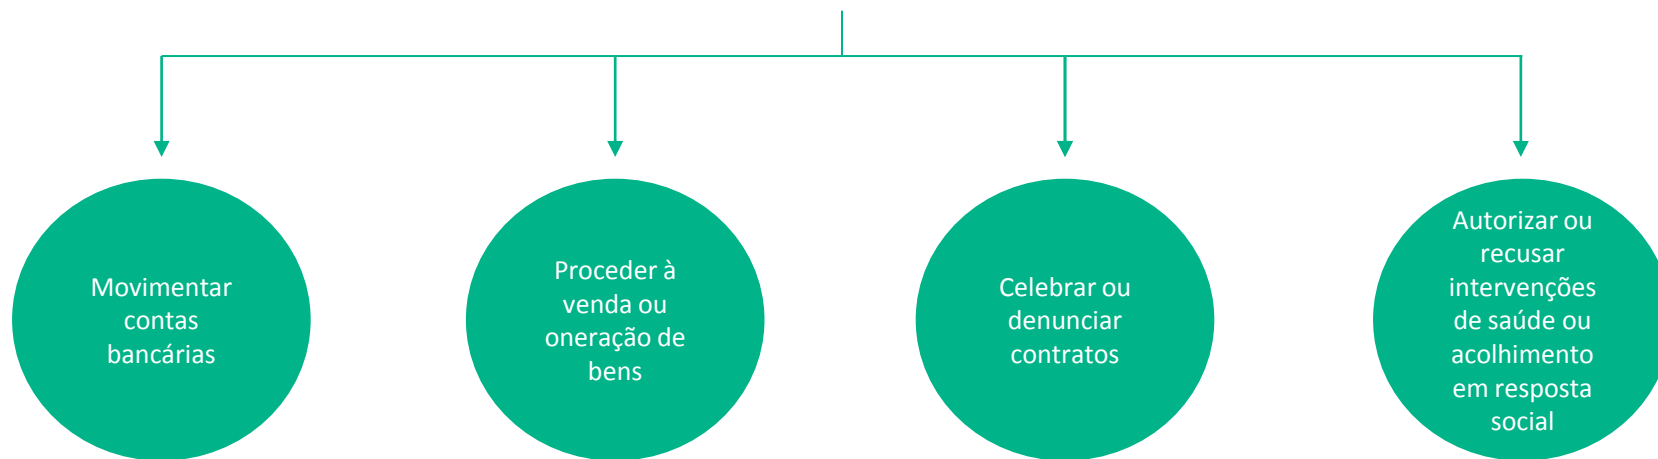 Movimentar
contas
bancárias
Proceder à
venda ou
oneração de
bens
Celebrar ou
denunciar
contratos
Autorizar ou
recusar
intervenções
de saúde ou
acolhimento
em resposta
social